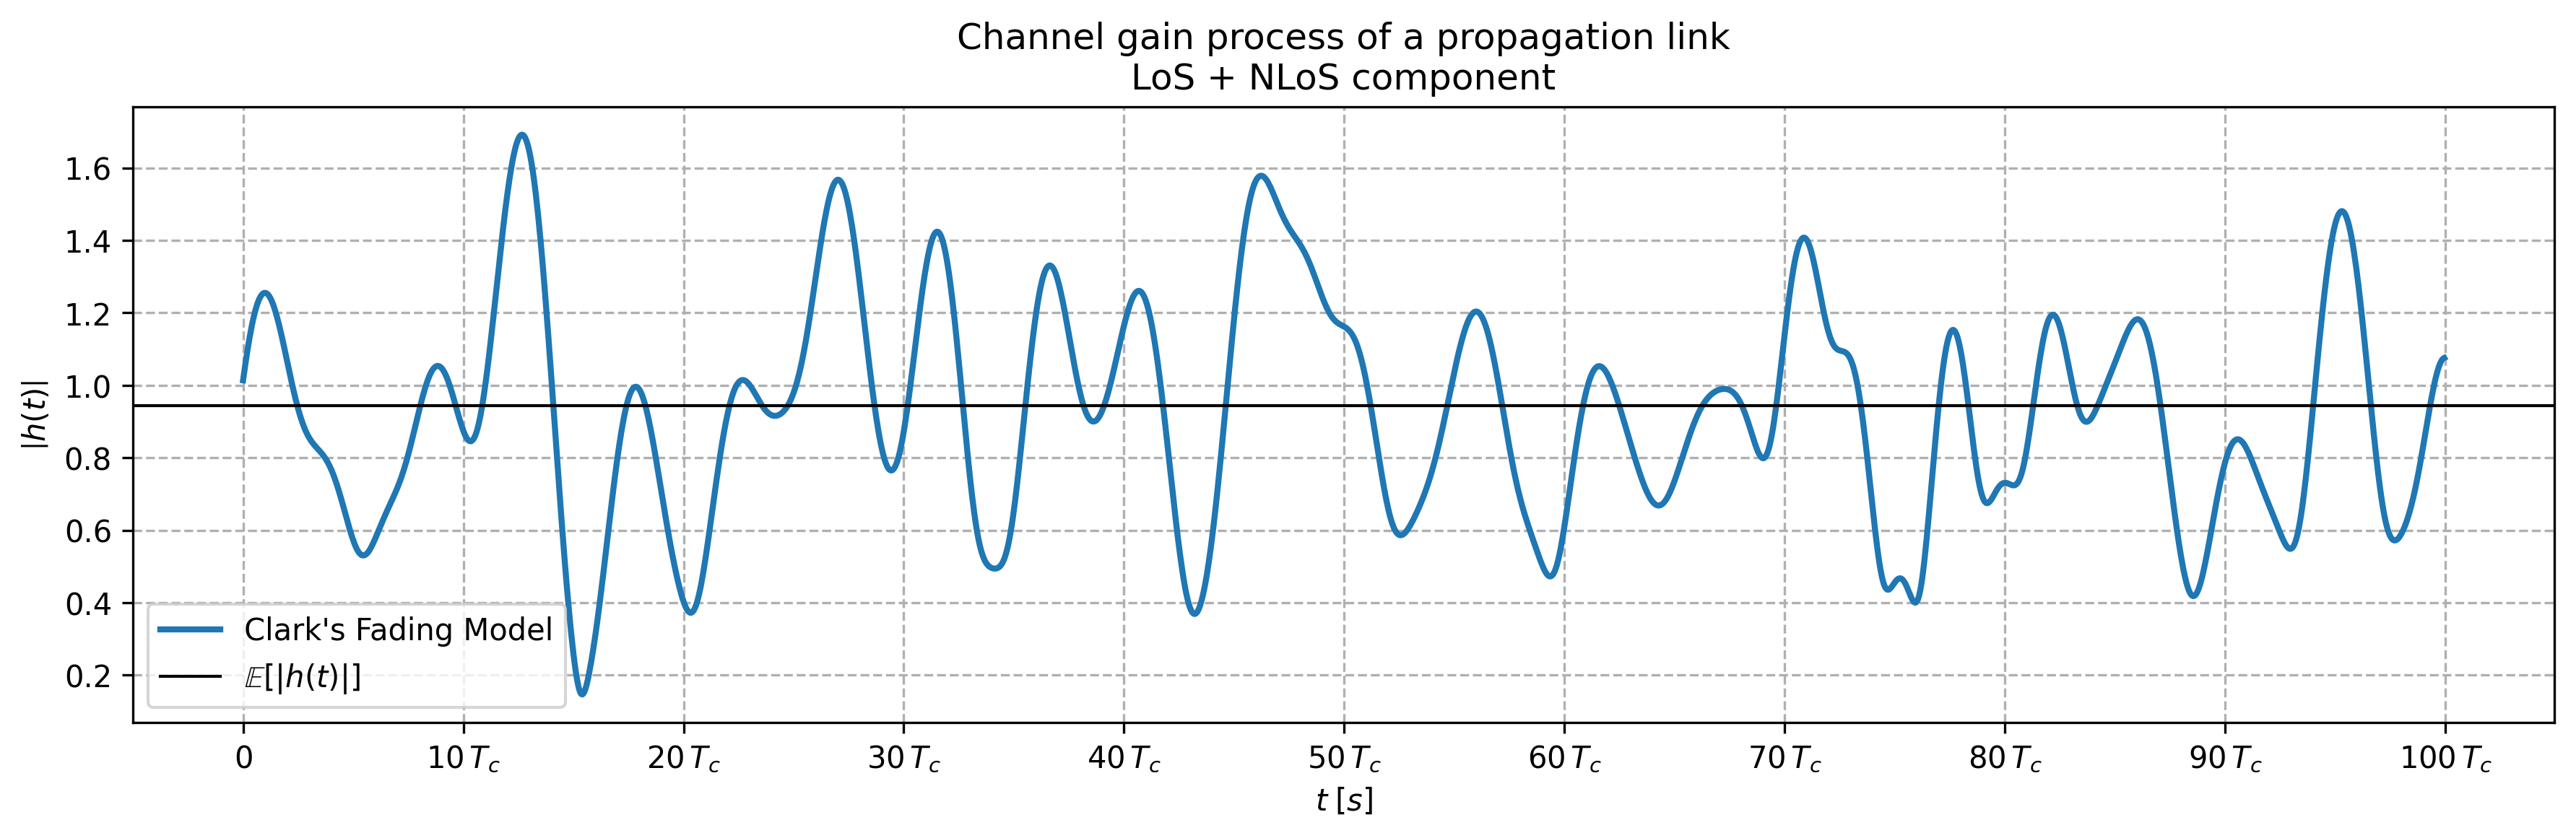 Channel gain process of a propagation link
LoS + NLoS component
|h(t)|
1.6
1.4
1.2
1.0
0.8
0.6
0.4
0.2
Clark's Fading Model
𝔼[|h(t)|]
0 10 T_c 20 T_c 30 T_c 40 T_c 50 T_c 60 T_c 70 T_c 80 T_c 90 T_c 100 T_c
t [s]